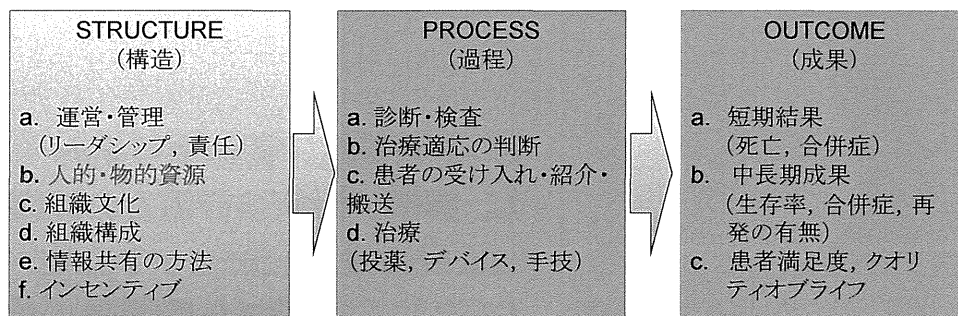 STRUCTURE
(構造)
a. 運営・管理
(リーダシップ, 責任)
b. 人的・物的資源
c. 組織文化
d. 組織構成
e. 情報共有の方法
f. インセンティブ
PROCESS
(過程)
a. 診断・検査
b. 治療適応の判断
c. 患者の受け入れ・紹介・
搬送
d. 治療
(投薬, デバイス, 手技)
OUTCOME
(成果)
a. 短期結果
(死亡, 合併症)
b. 中長期成果
(生存率, 合併症, 再
発の有無)
c. 患者満足度, クオリ
ティオブライフ